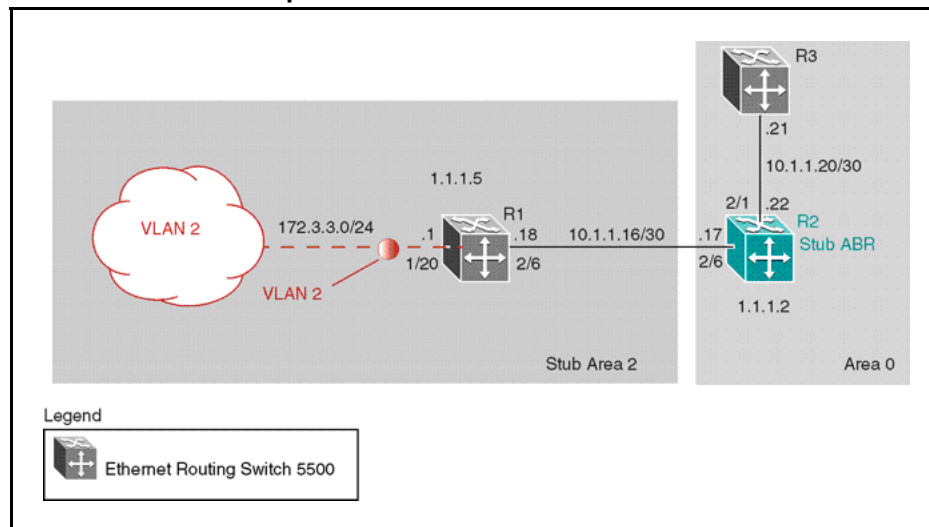 R3
.21
10.1.1.20/30
1.1.1.5
2/1 .22
VLAN 2
172.3.3.0/24
.1
R1
.18
10.1.1.16/30
.17
R2
Stub ABR
1/20
2/6
2/6
VLAN 2
1.1.1.2
Stub Area 2
Area 0
Legend
Ethernet Routing Switch 5500